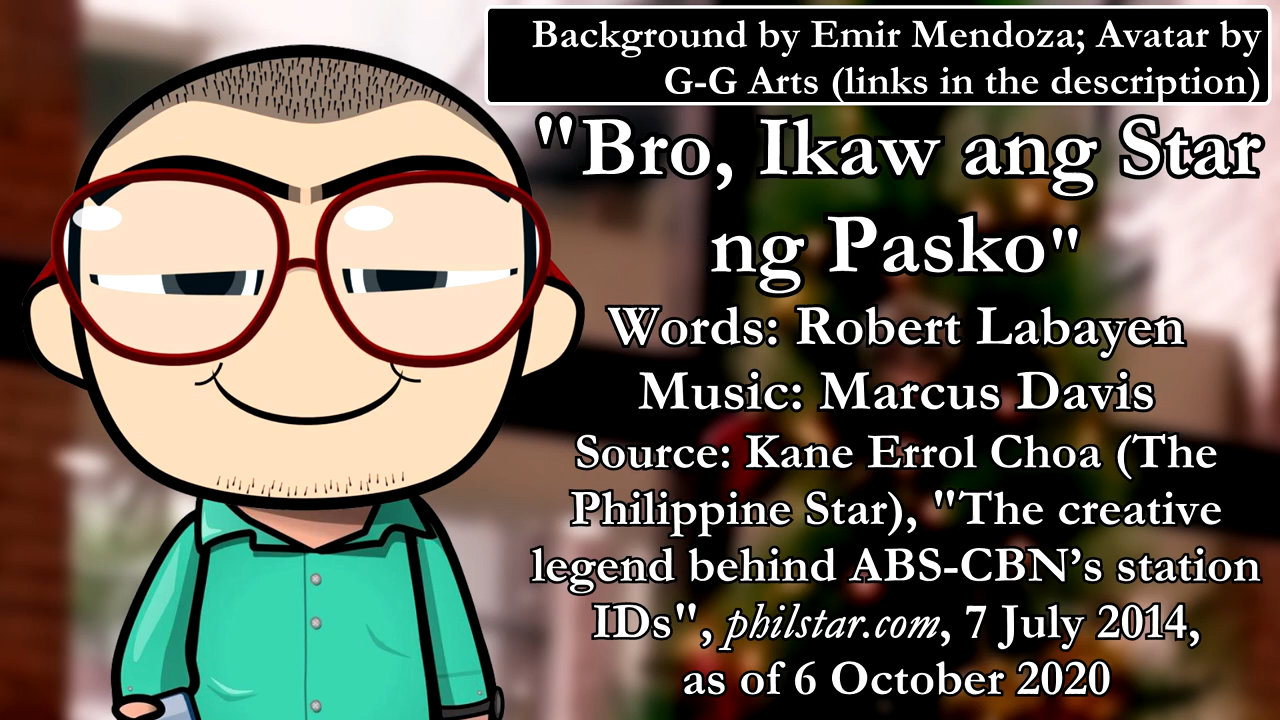 Background by Emir Mendoza; Avatar by
G-G Arts (links in the description)
"Bro, Ikaw ang Star
ng Pasko"
Words: Robert Labayen
Music: Marcus Davis
Source: Kane Errol Choa (The
Philippine Star), "The creative
legend behind ABS-CBN’s station
IDs", philstar.com, 7 July 2014,
as of 6 October 2020